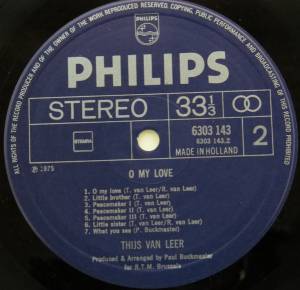 ALL RIGHTS OF THE RECORD PRODUCER AND OF THE OWNER OF THE WORK REPRODUCED RESERVED. COPYING, PUBLIC PERFORMANCE AND BROADCASTING OF THIS RECORD PROHIBITED
PHILIPS
STEREO 33 1/3
STEMRA
6303 143
6303 143.2
MADE IN HOLLAND
2
℗ 1975
O MY LOVE
1. O my love (T. van Leer/R. van Leer)
2. Little brother (T. van Leer)
3. Peacemaker I (T. van Leer)
4. Peacemaker II (T. van Leer)
5. Peacemaker III (T. van Leer)
6. Little sister (T. van Leer/R. van Leer)
7. What you see (P. Buckmaster)
THIJS VAN LEER
Produced & Arranged by Paul Buckmaster
for R.T.M. Brussels